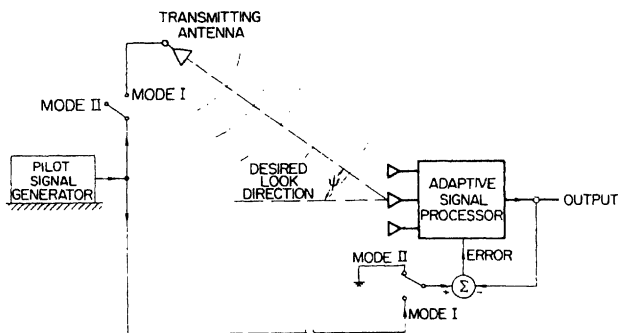 TRANSMITTING
ANTENNA
MODE II
MODE I
PILOT
SIGNAL
GENERATOR
DESIRED
LOOK
DIRECTION
ψ
ADAPTIVE
SIGNAL
PROCESSOR
OUTPUT
ERROR
MODE II
Σ
+
-
MODE I